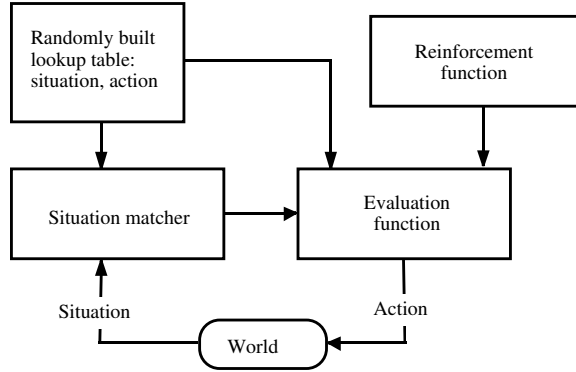 Randomly built
lookup table:
situation, action
Reinforcement
function
Situation matcher
Evaluation
function
Situation
Action
World